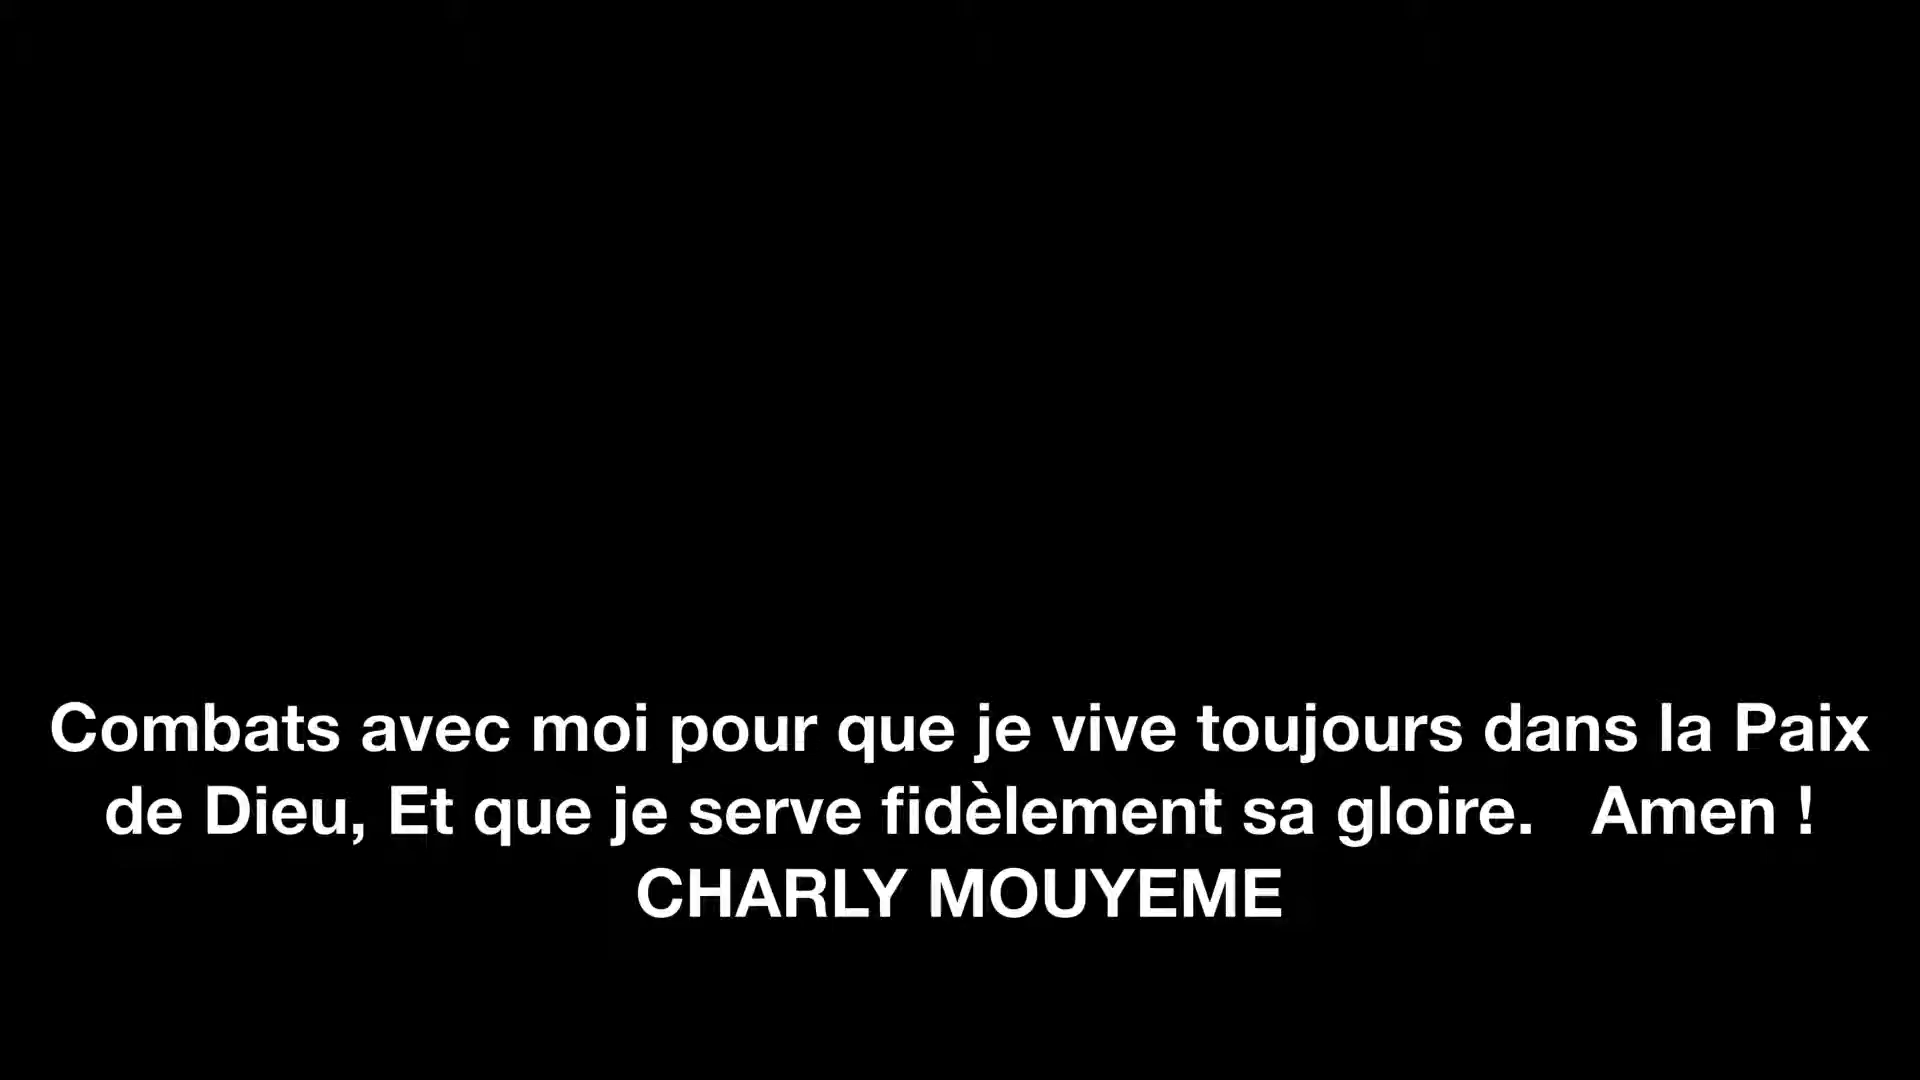 Combats avec moi pour que je vive toujours dans la Paix
de Dieu, Et que je serve fidèlement sa gloire.   Amen !
CHARLY MOUYEME